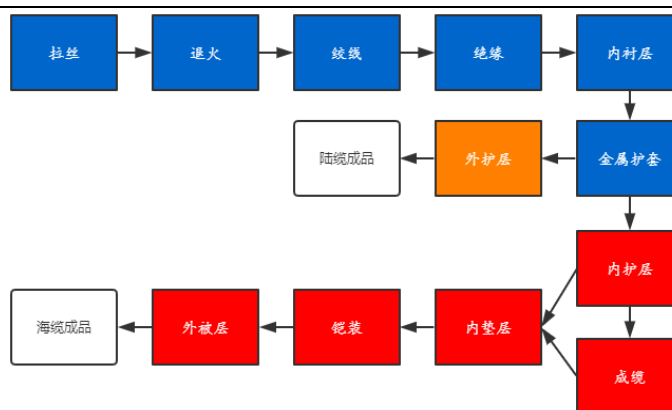 拉丝
退火
绞线
绝缘
内衬层
陆缆成品
外护层
金属护套
内护层
海缆成品
外被层
铠装
内垫层
成缆